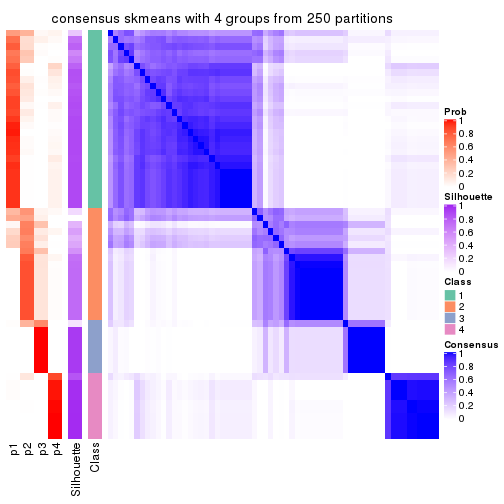 consensus skmeans with 4 groups from 250 partitions
Prob
1
0.8
0.6
0.4
0.2
0
Silhouette
1
0.8
0.6
0.4
0.2
0
Class
1
2
3
4
Consensus
1
0.8
0.6
0.4
0.2
0
p1
p2
p3
p4
Silhouette
Class